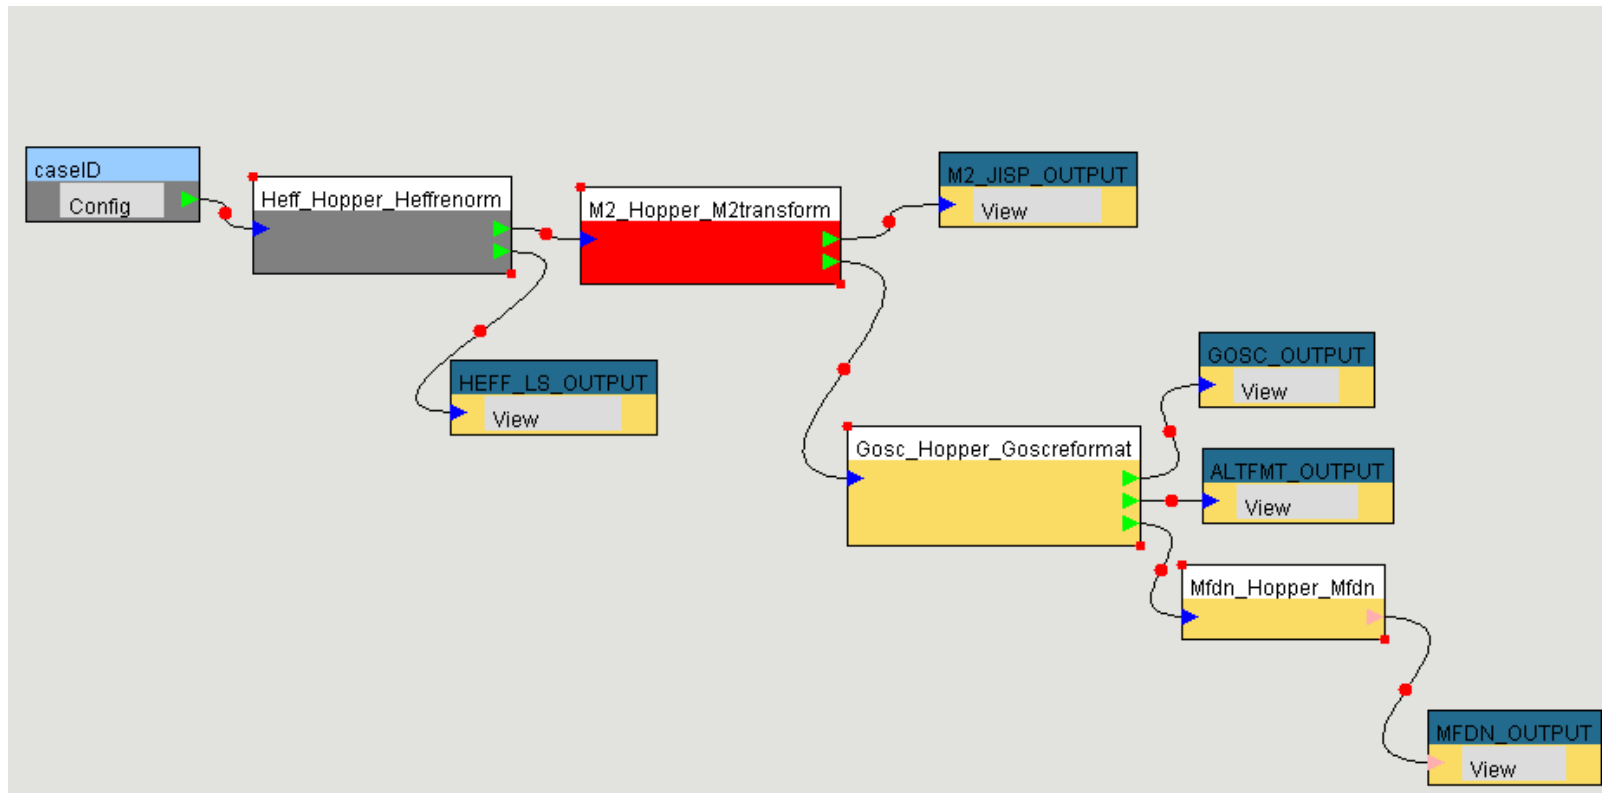 caseID
Config
Heff_Hopper_Heffrenorm
M2_Hopper_M2transform
M2_JISP_OUTPUT
View
HEFF_LS_OUTPUT
View
GOSC_OUTPUT
View
Gosc_Hopper_Goscreformat
ALTFMT_OUTPUT
View
Mfdn_Hopper_Mfdn
MFDN_OUTPUT
View